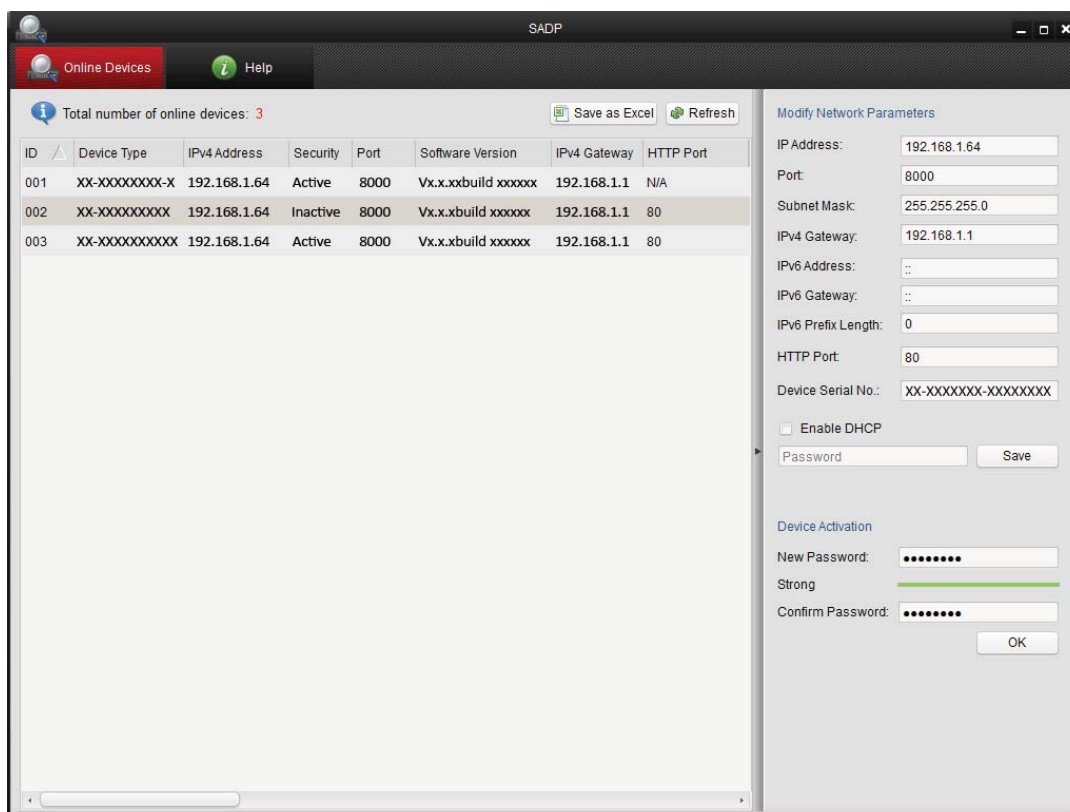 SADP
Online Devices Help
Total number of online devices: 3 Save as Excel Refresh
ID Device Type IPv4 Address Security Port Software Version IPv4 Gateway HTTP Port
001 XX-XXXXXXXX-X 192.168.1.64 Active 8000 Vx.x.xxbuild xxxxxx 192.168.1.1 N/A
002 XX-XXXXXXXXX 192.168.1.64 Inactive 8000 Vx.x.xbuild xxxxxx 192.168.1.1 80
003 XX-XXXXXXXXXX 192.168.1.64 Active 8000 Vx.x.xbuild xxxxxx 192.168.1.1 80
Modify Network Parameters
IP Address: 192.168.1.64
Port: 8000
Subnet Mask: 255.255.255.0
IPv4 Gateway: 192.168.1.1
IPv6 Address: ::
IPv6 Gateway: ::
IPv6 Prefix Length: 0
HTTP Port: 80
Device Serial No.: XX-XXXXXXX-XXXXXXXX
Enable DHCP
Password Save
Device Activation
New Password: ●●●●●●●●
Strong
Confirm Password: ●●●●●●●●
OK